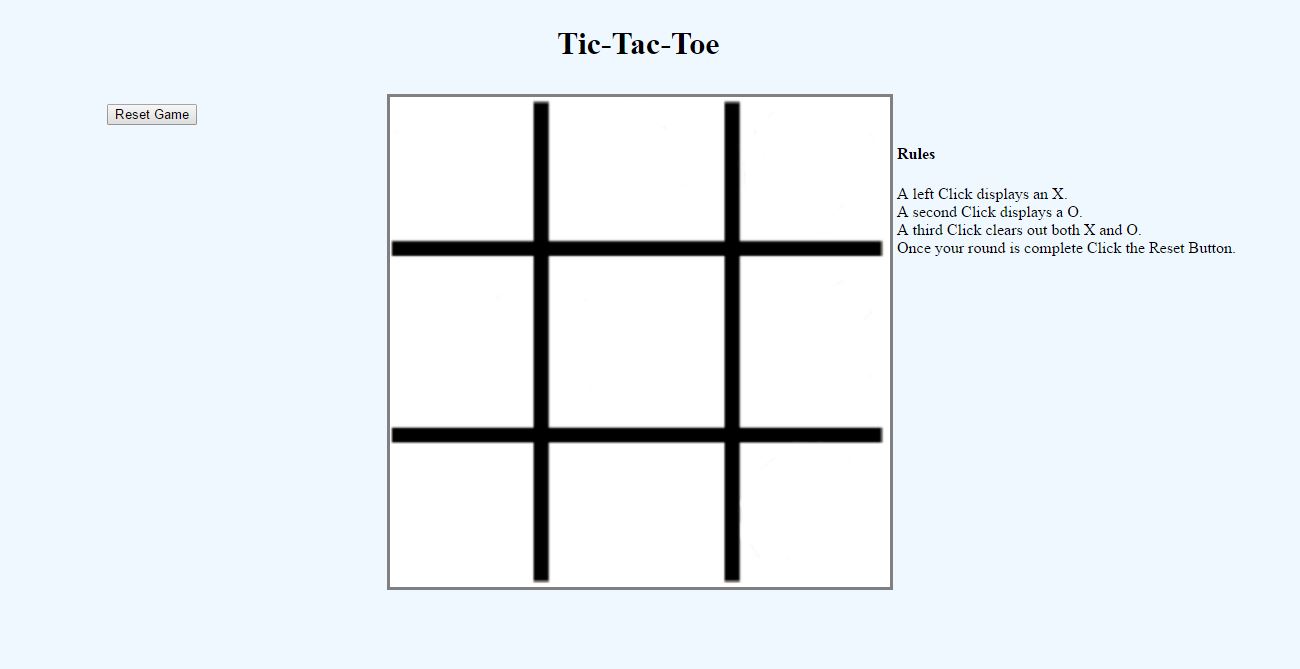 Tic-Tac-Toe
Reset Game
Rules
A left Click displays an X.
A second Click displays a O.
A third Click clears out both X and O.
Once your round is complete Click the Reset Button.